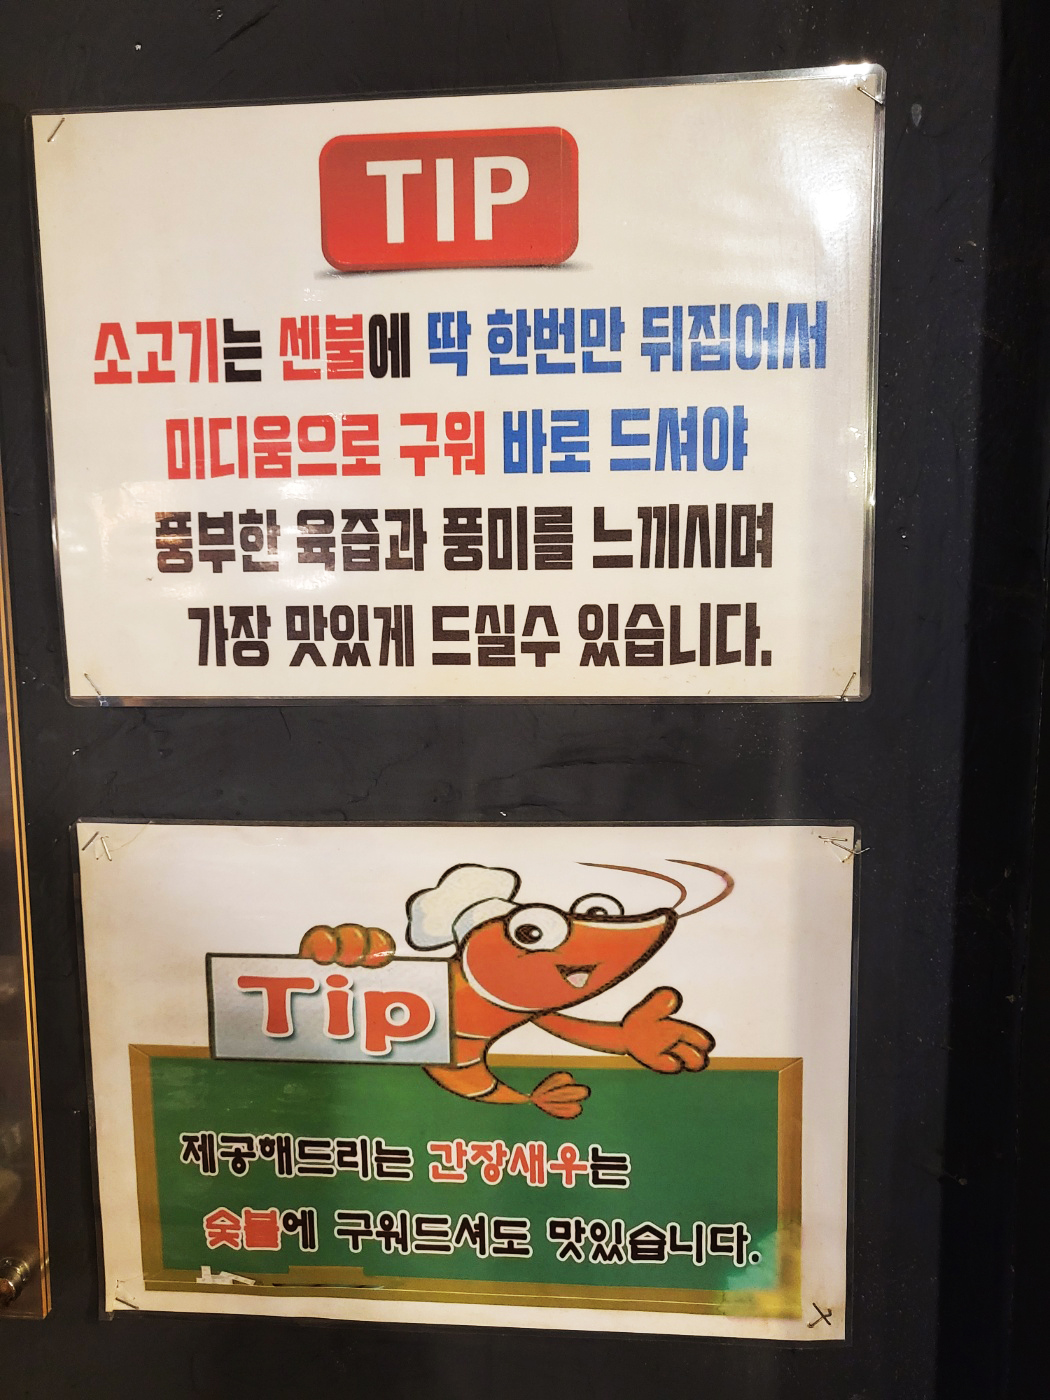 TIP
소고기는 센불에 딱 한번만 뒤집어서
미디움으로 구워 바로 드셔야
풍부한 육즙과 풍미를 느끼시며
가장 맛있게 드실수 있습니다.
Tip
제공해드리는 간장새우는
숯불에 구워드셔도 맛있습니다.